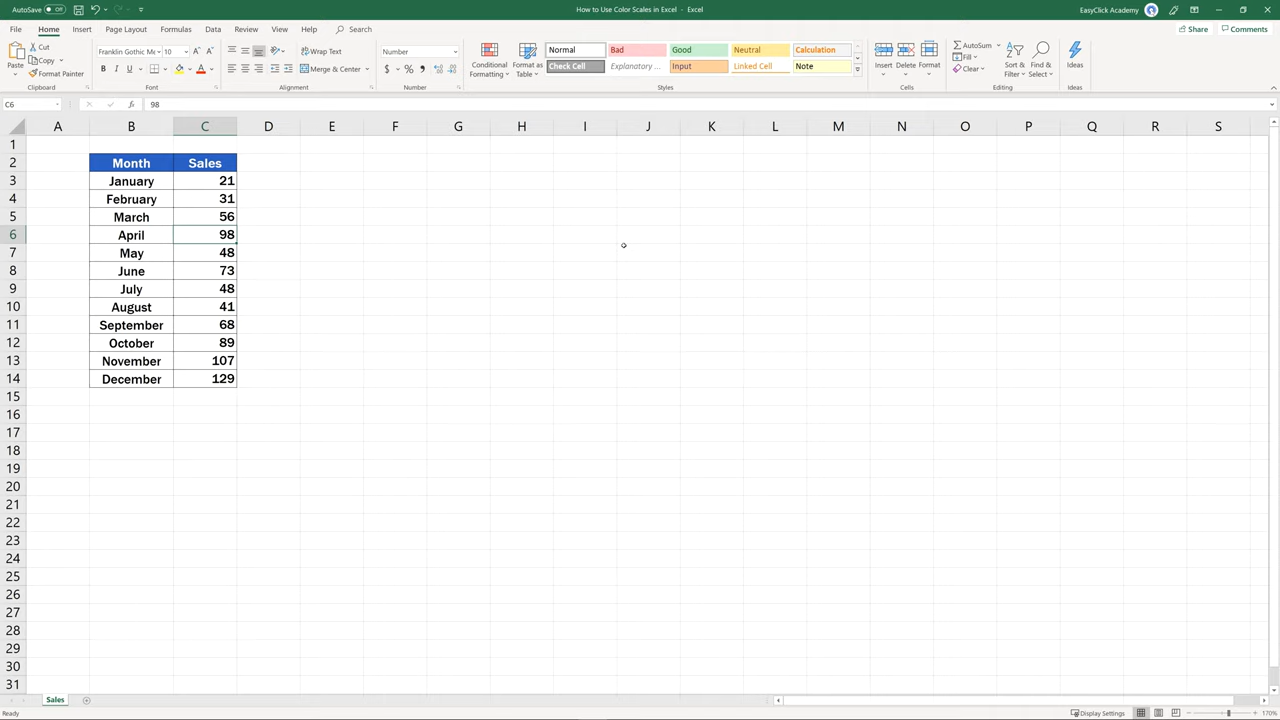 AutoSave Off How to Use Color Scales in Excel - Excel EasyClick Academy
File Home Insert Page Layout Formulas Data Review View Help Search Share Comments
Paste Cut Copy Format Painter Clipboard
Franklin Gothic Me 10 B I U A Font
Wrap Text Merge & Center Alignment
Number $ % Number
Conditional Formatting Format as Table
Normal Bad Good Neutral Calculation
Check Cell Explanatory ... Input Linked Cell Note
Styles
Insert Delete Format Cells
AutoSum Fill Clear Sort & Filter Find & Select Editing
Ideas Ideas
C6 fx 98
A B C D E F G H I J K L M N O P Q R S
1
2 Month Sales
3 January 21
4 February 31
5 March 56
6 April 98
7 May 48
8 June 73
9 July 48
10 August 41
11 September 68
12 October 89
13 November 107
14 December 129
15
16
17
18
19
20
21
22
23
24
25
26
27
28
29
30
31
Sales
Ready Display Settings 170%